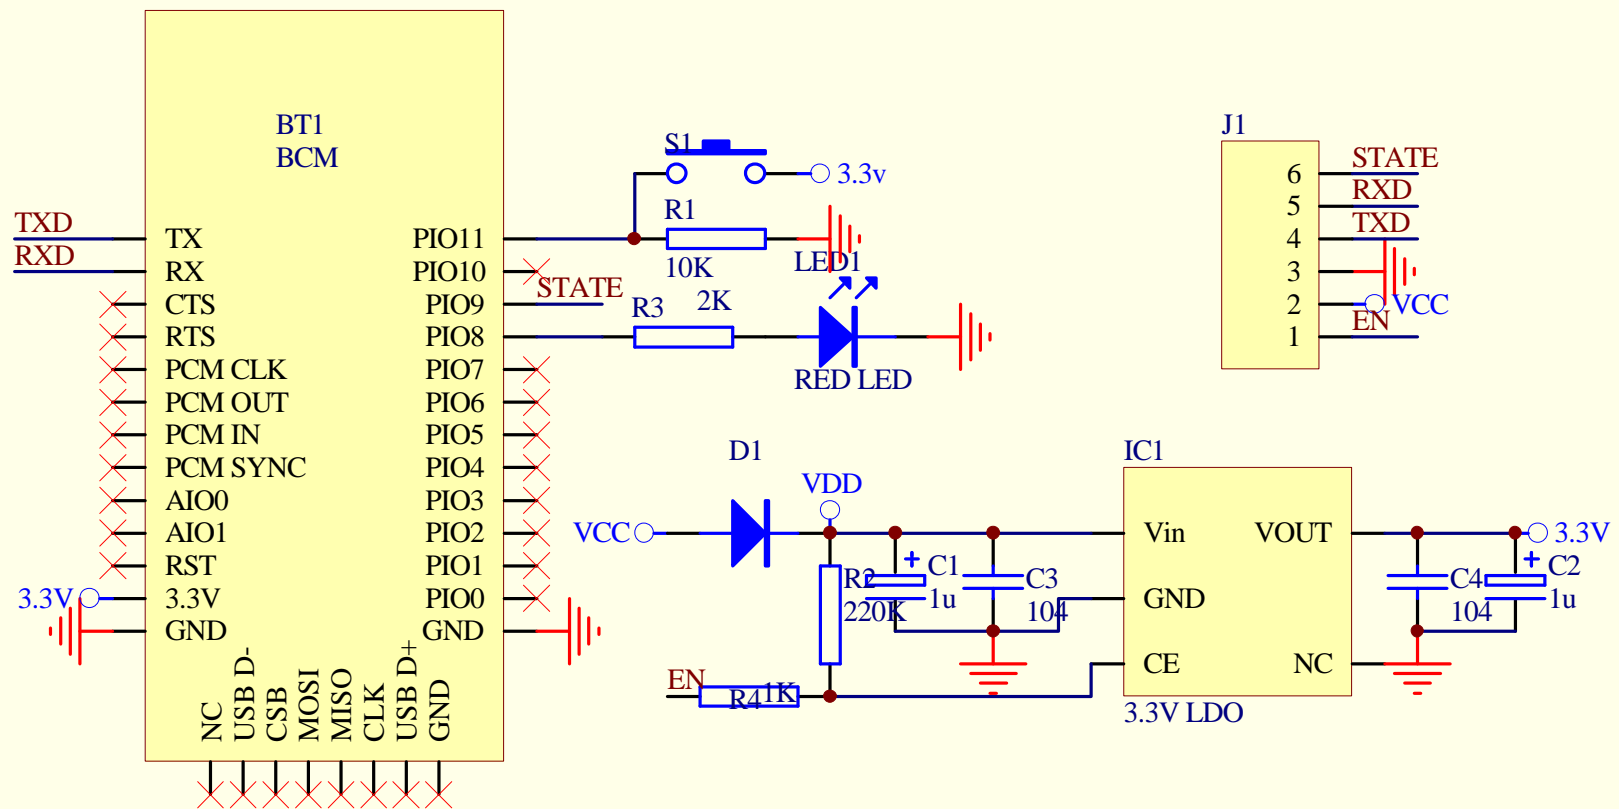 BT1
BCM
TXD
RXD
TX
RX
CTS
RTS
PCM CLK
PCM OUT
PCM IN
PCM SYNC
AIO0
AIO1
RST
3.3V
3.3V
GND
PIO11
PIO10
PIO9
PIO8
PIO7
PIO6
PIO5
PIO4
PIO3
PIO2
PIO1
PIO0
GND
NC
USB D-
CSB
MOSI
MISO
CLK
USB D+
GND
S1
3.3v
R1
10K
STATE
R3
2K
LED1
RED LED
J1
6
STATE
5
RXD
4
TXD
3
2
VCC
1
EN
D1
VCC
VDD
R2
220K
C1
1u
C3
104
EN
R4
1K
IC1
Vin
VOUT
GND
CE
NC
3.3V LDO
3.3V
C4
104
C2
1u